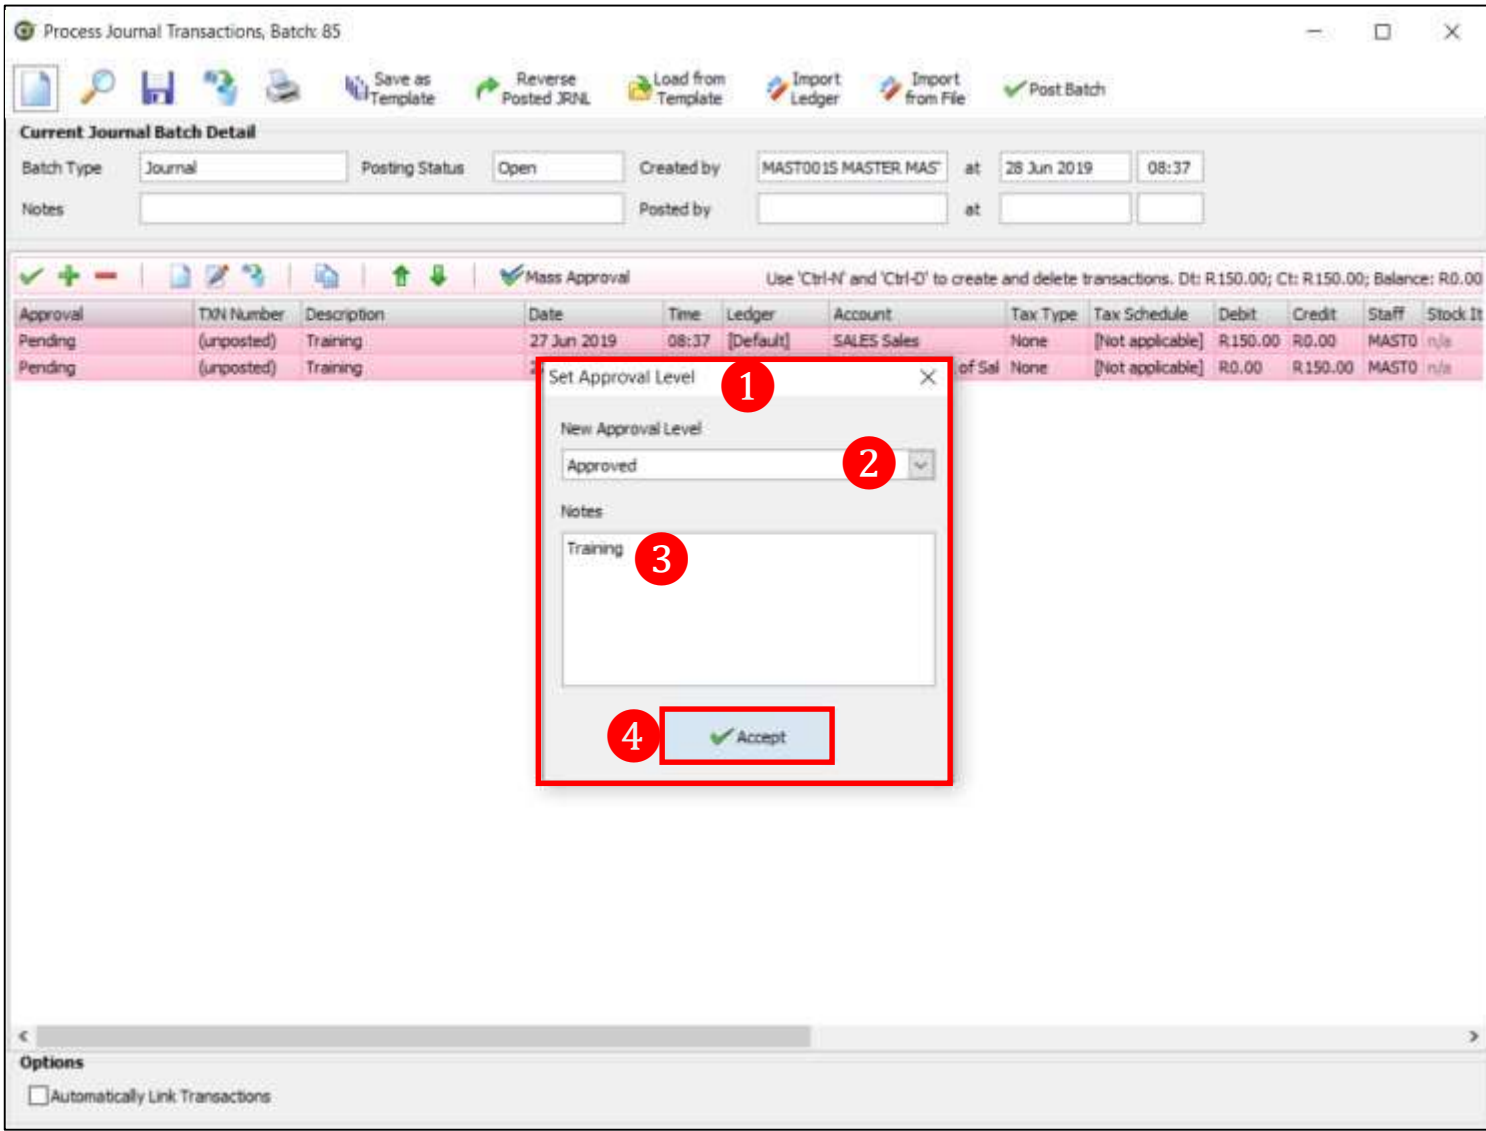 Process Journal Transactions, Batch: 85
Save as Template
Reverse Posted JRNL
Load from Template
Import Ledger
Import from File
Post Batch
Current Journal Batch Detail
Batch Type Journal Posting Status Open Created by MAST001S MASTER MAS at 28 Jun 2019 08:37
Notes Posted by at
Mass Approval Use 'Ctrl-N' and 'Ctrl-D' to create and delete transactions. Dt: R150.00; Ct: R150.00; Balance: R0.00
Approval TXN Number Description Date Time Ledger Account Tax Type Tax Schedule Debit Credit Staff Stock It
Pending (unposted) Training 27 Jun 2019 08:37 [Default] SALES Sales None [Not applicable] R150.00 R0.00 MAST0 n/a
Pending (unposted) Training of Sal None [Not applicable] R0.00 R150.00 MAST0 n/a
Set Approval Level 1
New Approval Level
Approved 2
Notes
Training 3
4 Accept
Options
Automatically Link Transactions